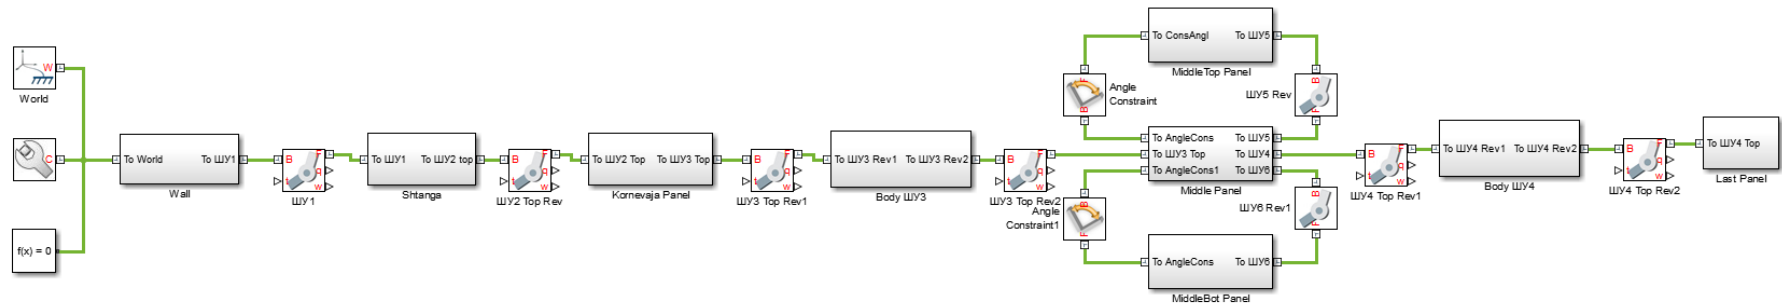 W
World
C
f(x) = 0
To World To ШУ1
Wall
B F
t q
w
ШУ1
To ШУ1 To ШУ2 top
Shtanga
B F
t q
w
ШУ2 Top Rev
To ШУ2 Top To ШУ3 Top
Kornevaja Panel
B F
t q
w
ШУ3 Top Rev1
To ШУ3 Rev1 To ШУ3 Rev2
Body ШУ3
B F
t q
w
ШУ3 Top Rev2
To ConsAngl To ШУ5
MiddleTop Panel
F
B
Angle
Constraint
B
F
ШУ5 Rev
To AngleCons To ШУ5
To ШУ3 Top To ШУ4
To AngleCons1 To ШУ6
Middle Panel
B
F
Angle
Constraint1
B
F
ШУ6 Rev1
To AngleCons To ШУ6
MiddleBot Panel
B F
t q
w
ШУ4 Top Rev1
To ШУ4 Rev1 To ШУ4 Rev2
Body ШУ4
B F
t q
w
ШУ4 Top Rev2
To ШУ4 Top
Last Panel